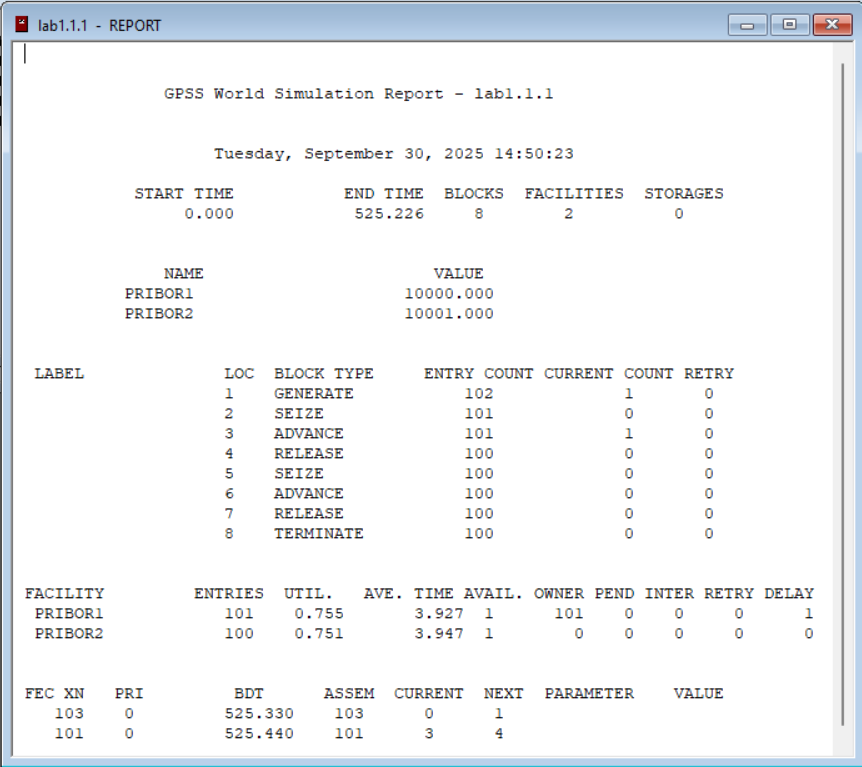 lab1.1.1 - REPORT
GPSS World Simulation Report - lab1.1.1
Tuesday, September 30, 2025 14:50:23
START TIME END TIME BLOCKS FACILITIES STORAGES
0.000 525.226 8 2 0
NAME VALUE
PRIBOR1 10000.000
PRIBOR2 10001.000
LABEL LOC BLOCK TYPE ENTRY COUNT CURRENT COUNT RETRY
1 GENERATE 102 1 0
2 SEIZE 101 0 0
3 ADVANCE 101 1 0
4 RELEASE 100 0 0
5 SEIZE 100 0 0
6 ADVANCE 100 0 0
7 RELEASE 100 0 0
8 TERMINATE 100 0 0
FACILITY ENTRIES UTIL. AVE. TIME AVAIL. OWNER PEND INTER RETRY DELAY
PRIBOR1 101 0.755 3.927 1 101 0 0 0 1
PRIBOR2 100 0.751 3.947 1 0 0 0 0 0
FEC XN PRI BDT ASSEM CURRENT NEXT PARAMETER VALUE
103 0 525.330 103 0 1
101 0 525.440 101 3 4